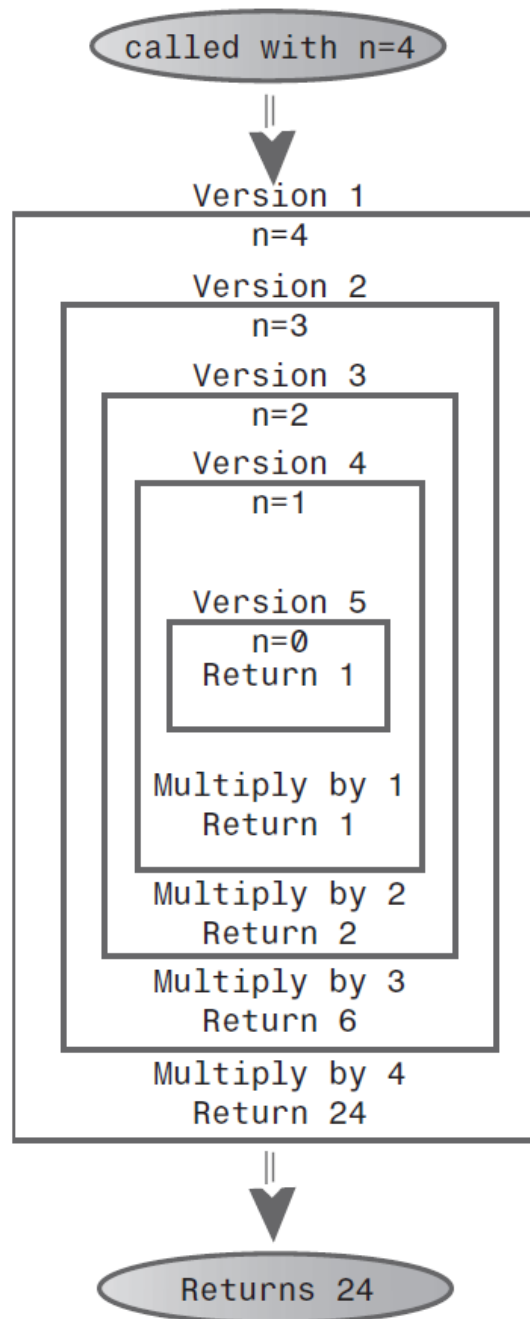 called with n=4
Version 1
n=4
Version 2
n=3
Version 3
n=2
Version 4
n=1
Version 5
n=0
Return 1
Multiply by 1
Return 1
Multiply by 2
Return 2
Multiply by 3
Return 6
Multiply by 4
Return 24
Returns 24